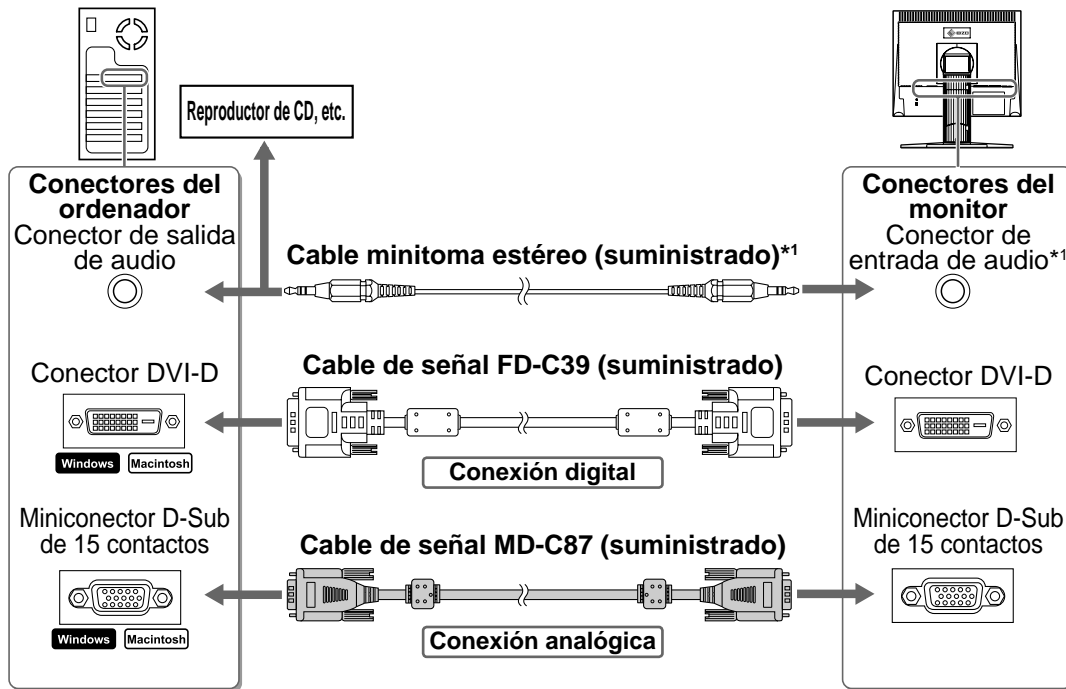 EIZO
Reproductor de CD, etc.
Conectores del
ordenador
Conector de salida
de audio
Cable minitoma estéreo (suministrado)*1
Conectores del
monitor
Conector de
entrada de audio*1
Conector DVI-D
Windows Macintosh
Cable de señal FD-C39 (suministrado)
Conexión digital
Conector DVI-D
Miniconector D-Sub
de 15 contactos
Windows Macintosh
Cable de señal MD-C87 (suministrado)
Conexión analógica
Miniconector D-Sub
de 15 contactos